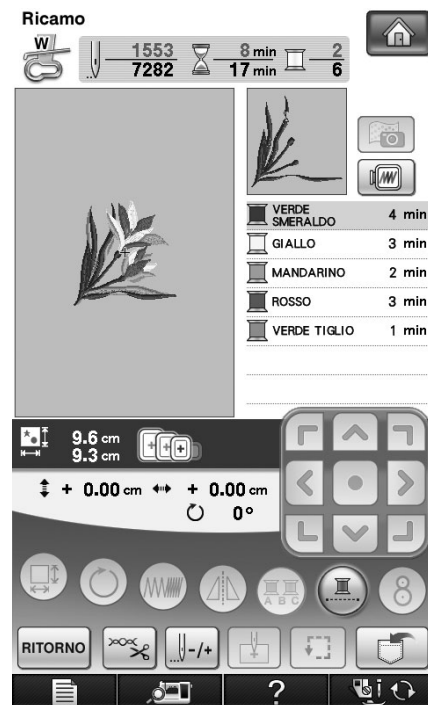 Ricamo
W
1553 8 min 2
7282 17 min 6
VERDE
SMERALDO 4 min
GIALLO 3 min
MANDARINO 2 min
ROSSO 3 min
VERDE TIGLIO 1 min
9.6 cm
9.3 cm
+ 0.00 cm + 0.00 cm
0°
A B C
8
RITORNO
-/+
?